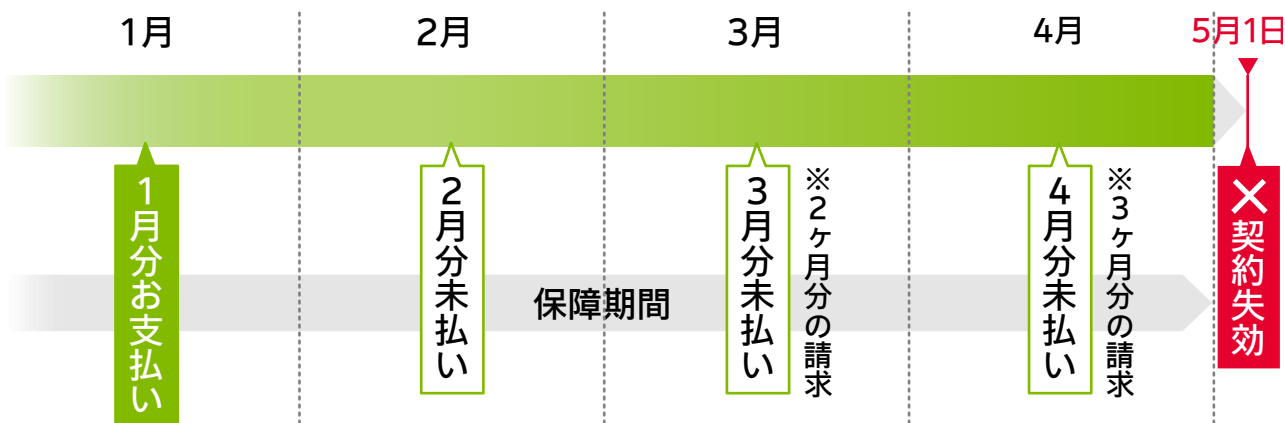 1月
2月
3月
4月
5月1日
1月分お支払い
2月分未払い
3月分未払い
※2ヶ月分の請求
4月分未払い
※3ヶ月分の請求
×契約失効
保障期間